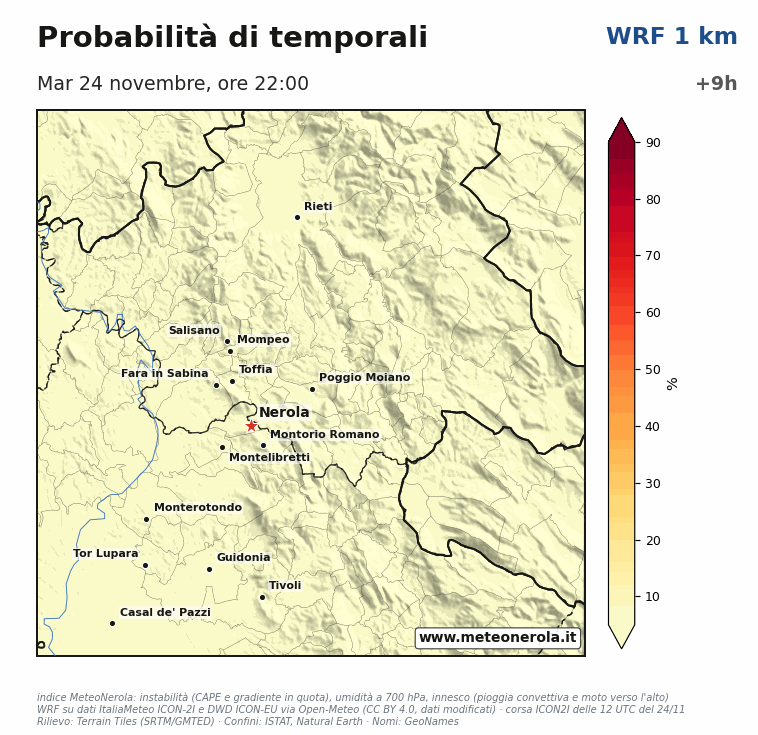 Probabilità di temporali
WRF 1 km
Mar 24 novembre, ore 22:00
+9h
90
80
70
60
50
40
30
20
10
%
Rieti
Salisano
Mompeo
Fara in Sabina
Toffia
Poggio Moiano
Nerola
Montorio Romano
Montelibretti
Monterotondo
Tor Lupara
Guidonia
Tivoli
Casal de' Pazzi
www.meteonerola.it
indice MeteoNerola: instabilità (CAPE e gradiente in quota), umidità a 700 hPa, innesco (pioggia convettiva e moto verso l'alto)
WRF su dati ItaliaMeteo ICON-2I e DWD ICON-EU via Open-Meteo (CC BY 4.0, dati modificati) · corsa ICON2I delle 12 UTC del 24/11
Rilievo: Terrain Tiles (SRTM/GMTED) · Confini: ISTAT, Natural Earth · Nomi: GeoNames